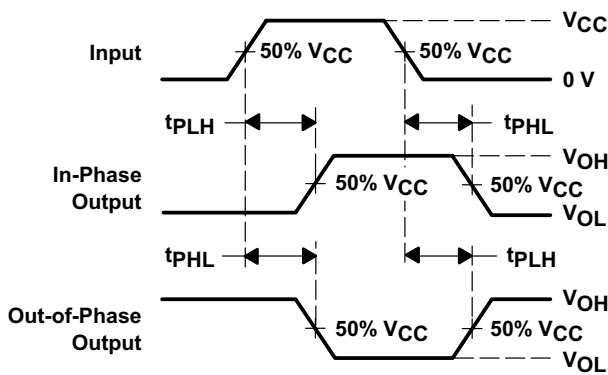 VCC
Input
50% VCC
50% VCC
0 V
tPLH
tPHL
VOH
In-Phase
Output
50% VCC
50% VCC
VOL
tPHL
tPLH
VOH
Out-of-Phase
Output
50% VCC
50% VCC
VOL